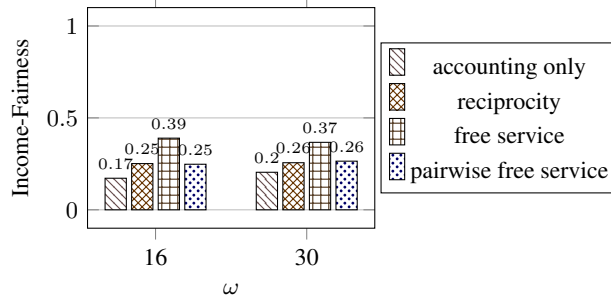 1
0.5
0
Income-Fairness
0.17
0.25
0.39
0.25
0.2
0.26
0.37
0.26
16
30
ω
accounting only
reciprocity
free service
pairwise free service